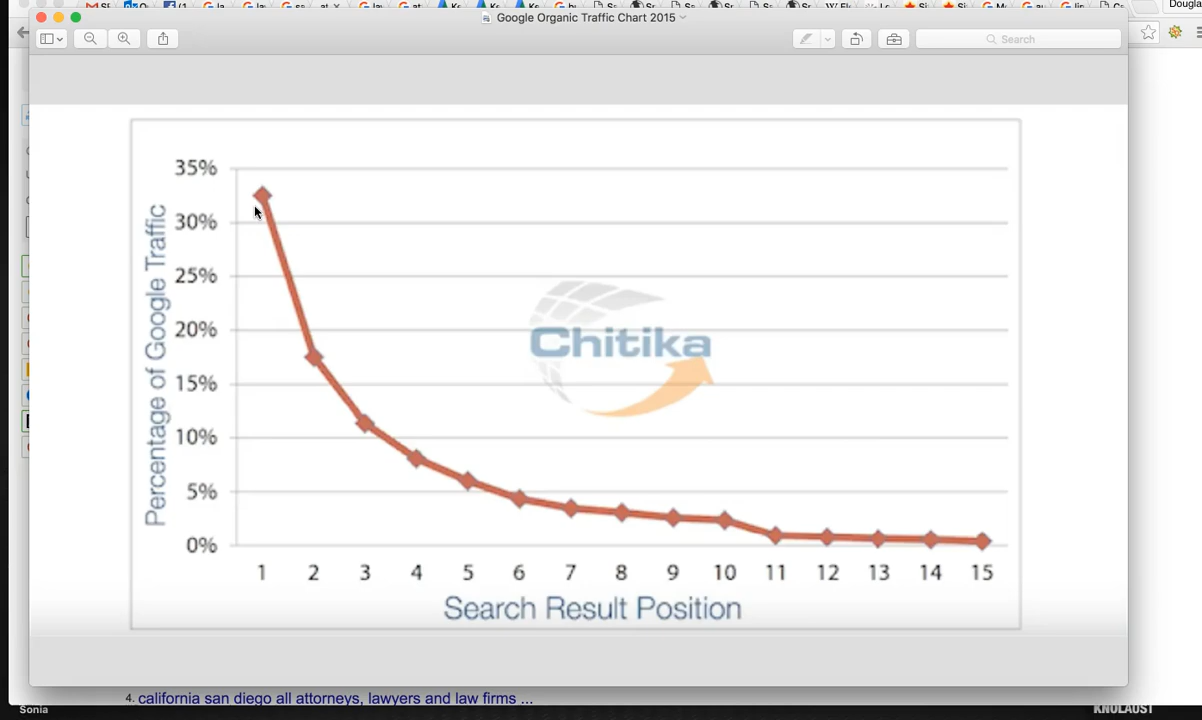 Google Organic Traffic Chart 2015
Search
Percentage of Google Traffic
35%
30%
25%
20%
15%
10%
5%
0%
Chitika
1 2 3 4 5 6 7 8 9 10 11 12 13 14 15
Search Result Position
4. california san diego all attorneys, lawyers and law firms ...
Sonia